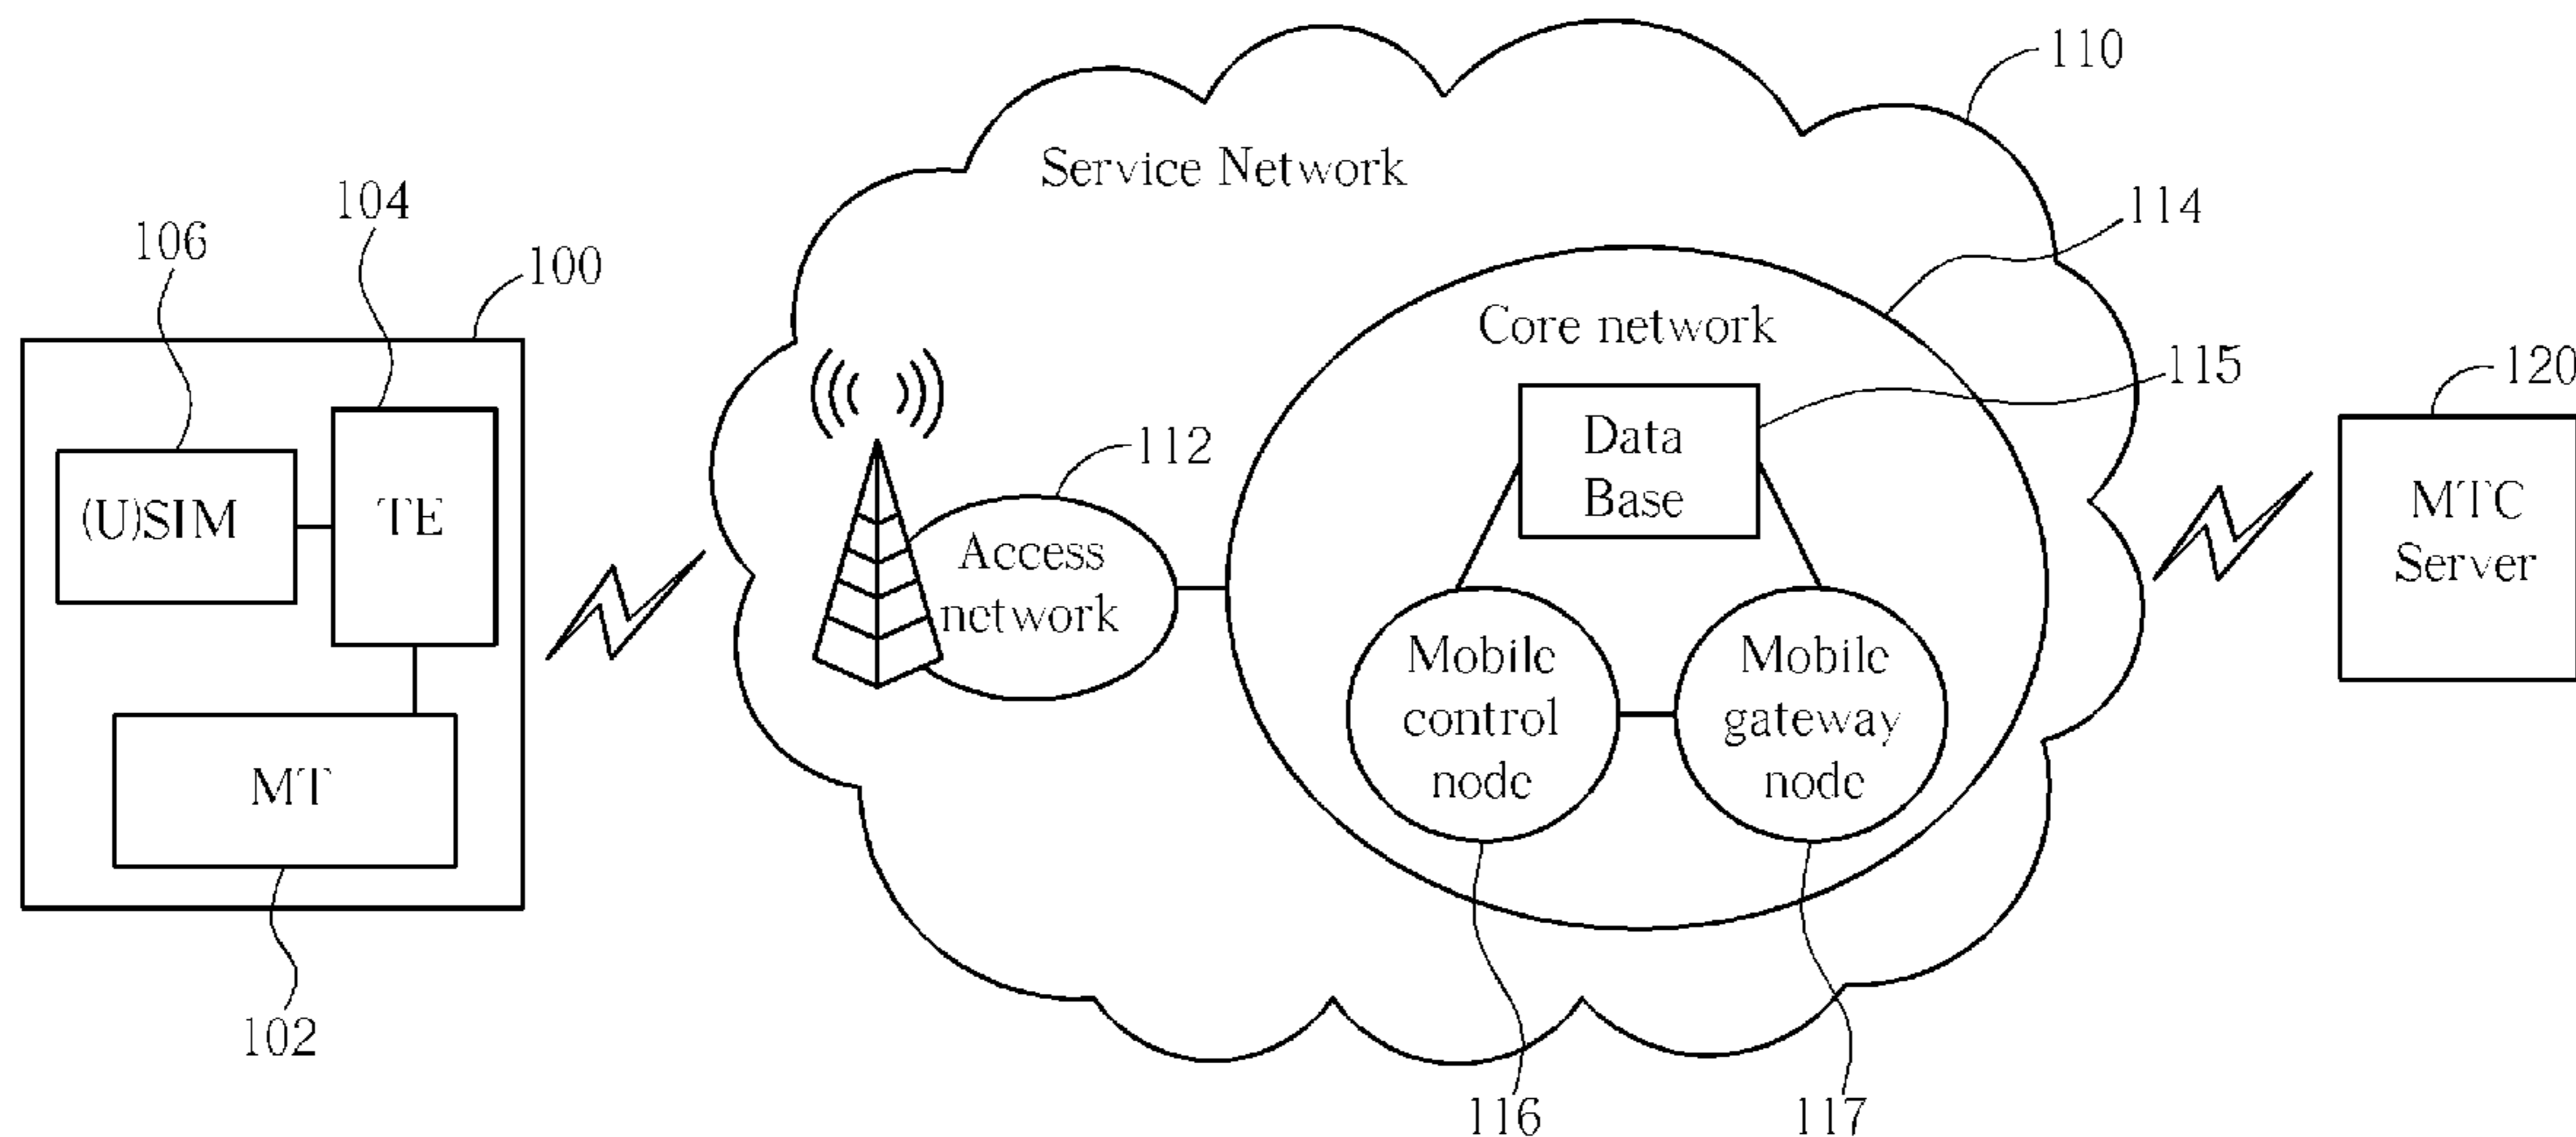 110
Service Network
104
114
106
100
Core network
115
120
112
Data
Base
(U)SIM
TE
MTC
Server
Access
network
Mobile
control
node
Mobile
gateway
node
MT
102
116
117